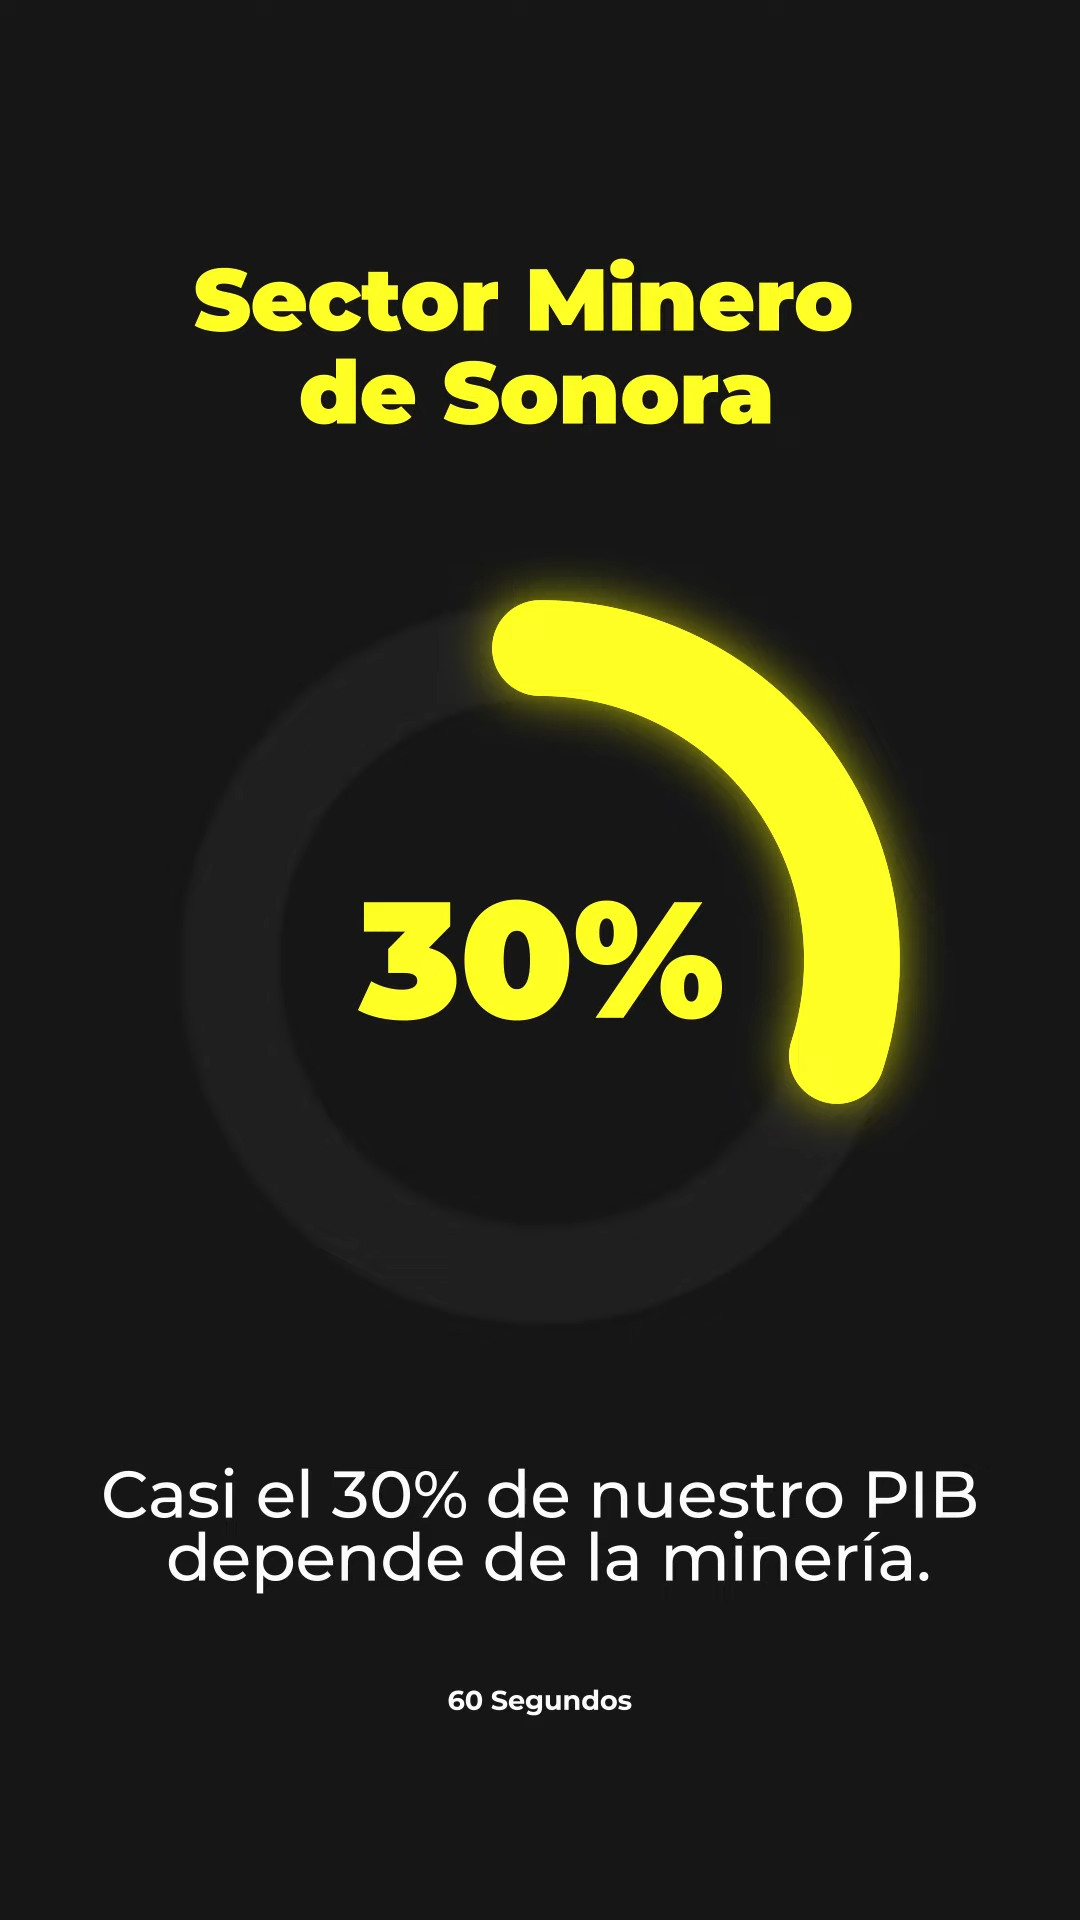 Sector Minero
de Sonora
30%
Casi el 30% de nuestro PIB
depende de la minería.
60 Segundos